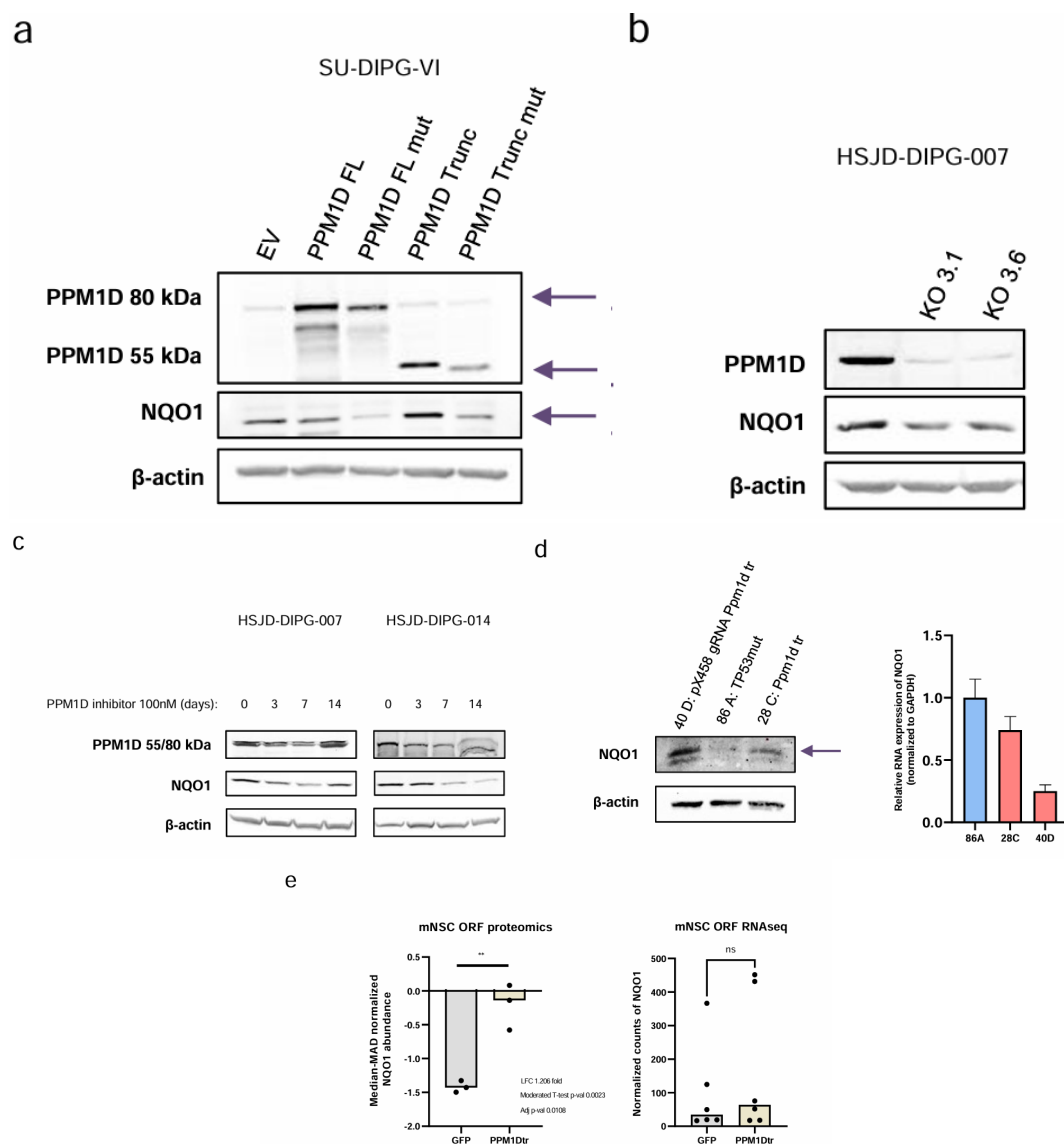 a
SU-DIPG-VI
EV
PPM1D FL
PPM1D FL mut
PPM1D Trunc
PPM1D Trunc mut
PPM1D 80 kDa
PPM1D 55 kDa
NQO1
β-actin
b
HSJD-DIPG-007
KO 3.1
KO 3.6
PPM1D
NQO1
β-actin
c
HSJD-DIPG-007
HSJD-DIPG-014
PPM1D inhibitor 100nM (days): 0 3 7 14 0 3 7 14
PPM1D 55/80 kDa
NQO1
β-actin
d
40 D: pX458 gRNA Ppm1d tr
86 A: TP53mut
28 C: Ppm1d tr
NQO1
β-actin
Relative RNA expression of NQO1
(normalized to GAPDH)
1.5
1.0
0.5
0.0
86A 28C 40D
e
mNSC ORF proteomics
**
Median-MAD normalized
NQO1 abundance
0.5
0.0
-0.5
-1.0
-1.5
-2.0
LFC 1.206 fold
Moderated T-test p-val 0.0023
Adj p-val 0.0108
GFP PPM1Dtr
mNSC ORF RNAseq
ns
Normalized counts of NQO1
500
400
300
200
100
0
GFP PPM1Dtr